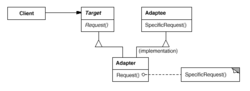 Client
Target
Request()
Adaptee
SpecificRequest()
(implementation)
Adapter
Request()
SpecificRequest()